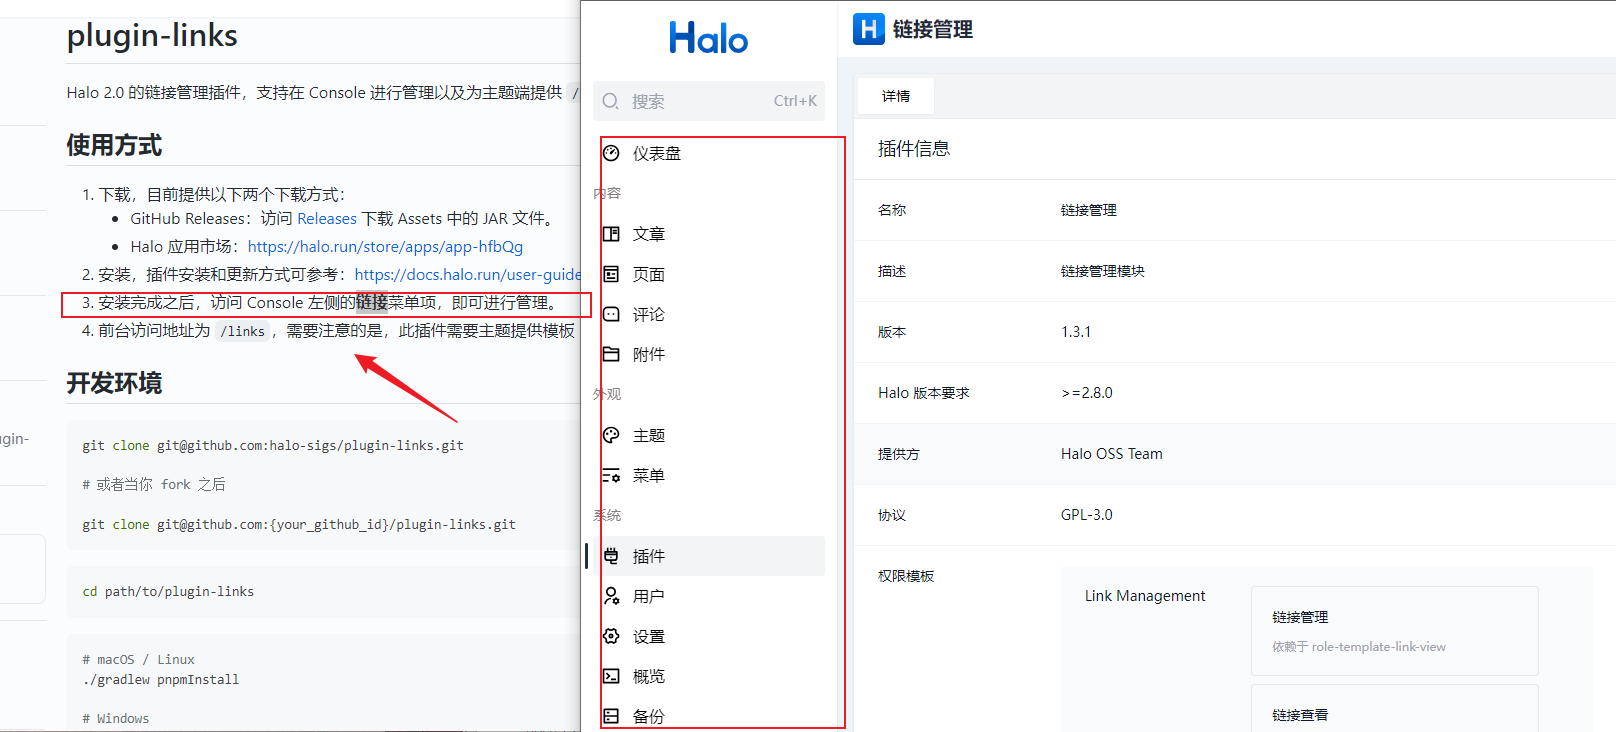 plugin-links
Halo 2.0 的链接管理插件，支持在 Console 进行管理以及为主题端提供 /
使用方式
1. 下载，目前提供以下两个下载方式：
GitHub Releases：访问 Releases 下载 Assets 中的 JAR 文件。
Halo 应用市场：https://halo.run/store/apps/app-hfbQg
2. 安装，插件安装和更新方式可参考：https://docs.halo.run/user-guide
3. 安装完成之后，访问 Console 左侧的链接菜单项，即可进行管理。
4. 前台访问地址为 /links，需要注意的是，此插件需要主题提供模板
开发环境
ugin-
git clone git@github.com:halo-sigs/plugin-links.git
# 或者当你 fork 之后
git clone git@github.com:{your_github_id}/plugin-links.git
cd path/to/plugin-links
# macOS / Linux
./gradlew pnpmInstall
# Windows
Halo
搜索 Ctrl+K
仪表盘
内容
文章
页面
评论
附件
外观
主题
菜单
系统
插件
用户
设置
概览
备份
H 链接管理
详情
插件信息
名称 链接管理
描述 链接管理模块
版本 1.3.1
Halo 版本要求 >=2.8.0
提供方 Halo OSS Team
协议 GPL-3.0
权限模板
Link Management
链接管理
依赖于 role-template-link-view
链接查看